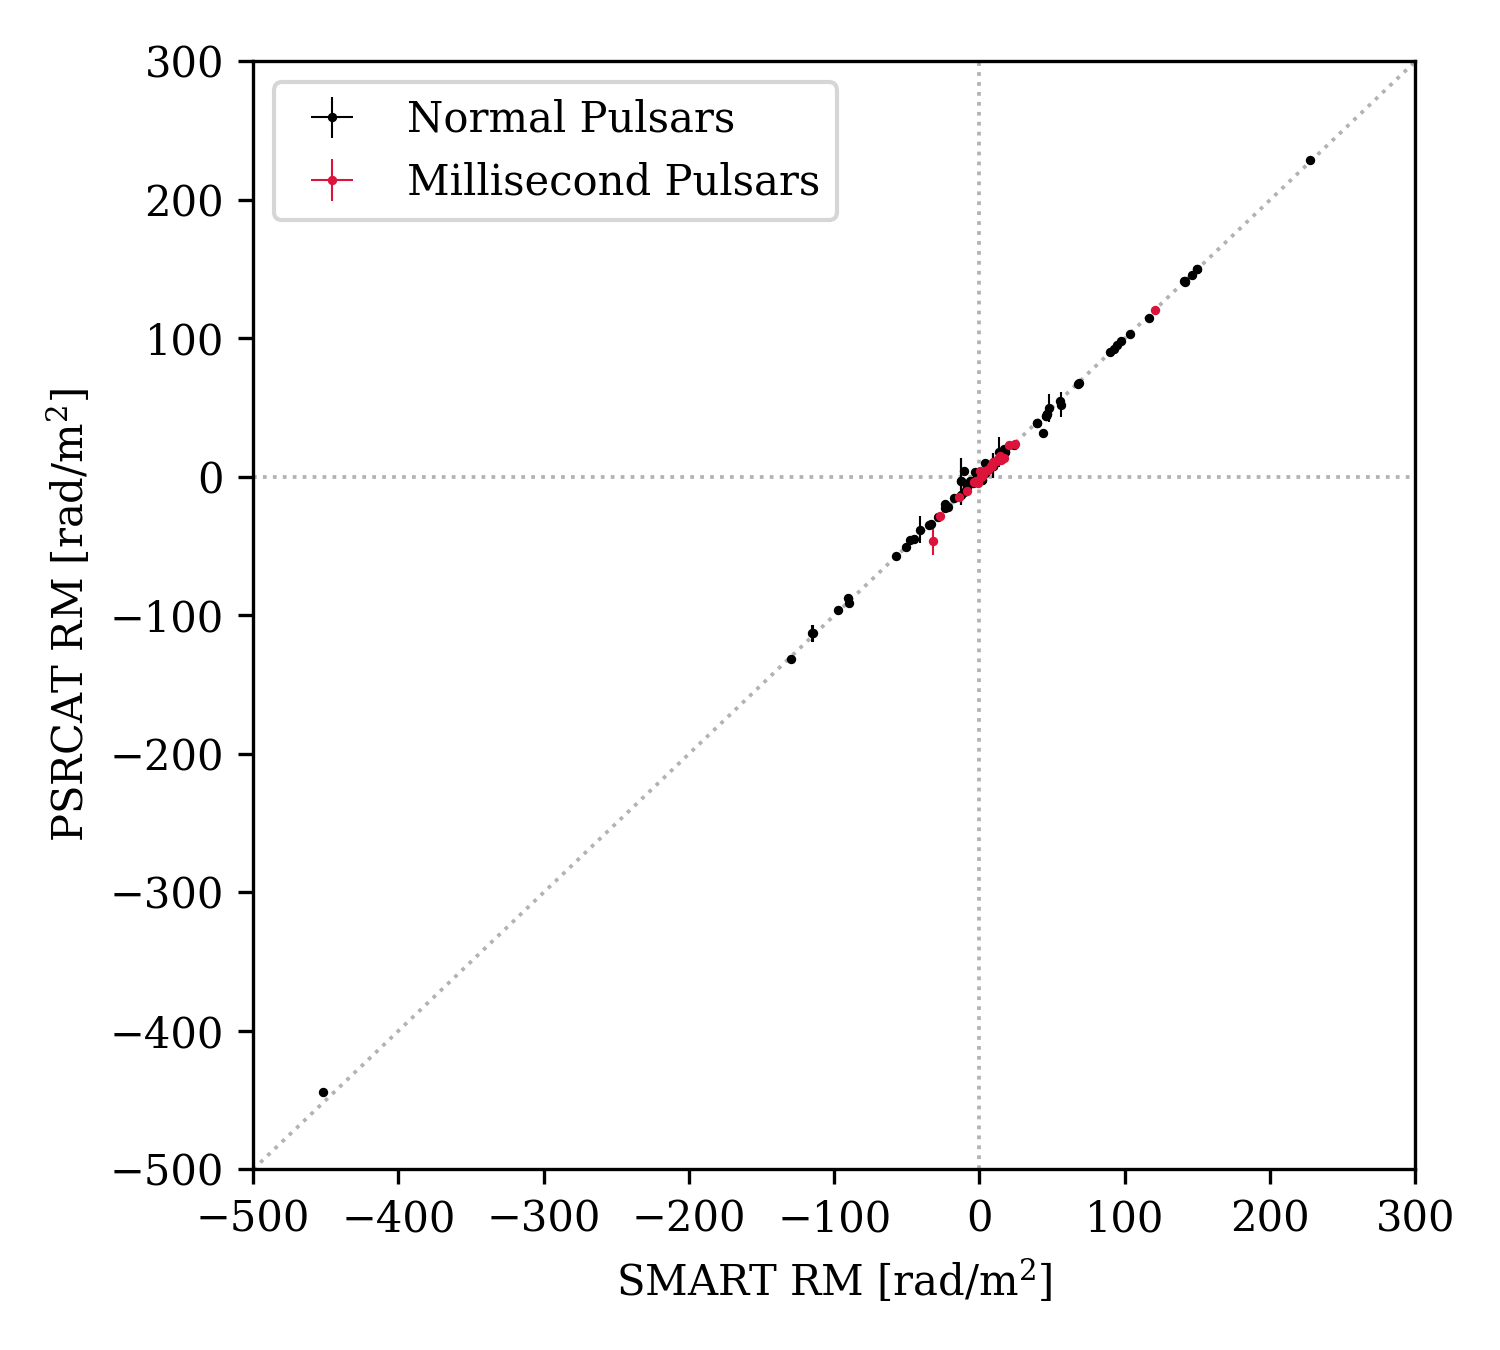 300
200
100
0
−100
−200
−300
−400
−500
PSRCAT RM [rad/m²]
Normal Pulsars
Millisecond Pulsars
−500 −400 −300 −200 −100 0 100 200 300
SMART RM [rad/m²]